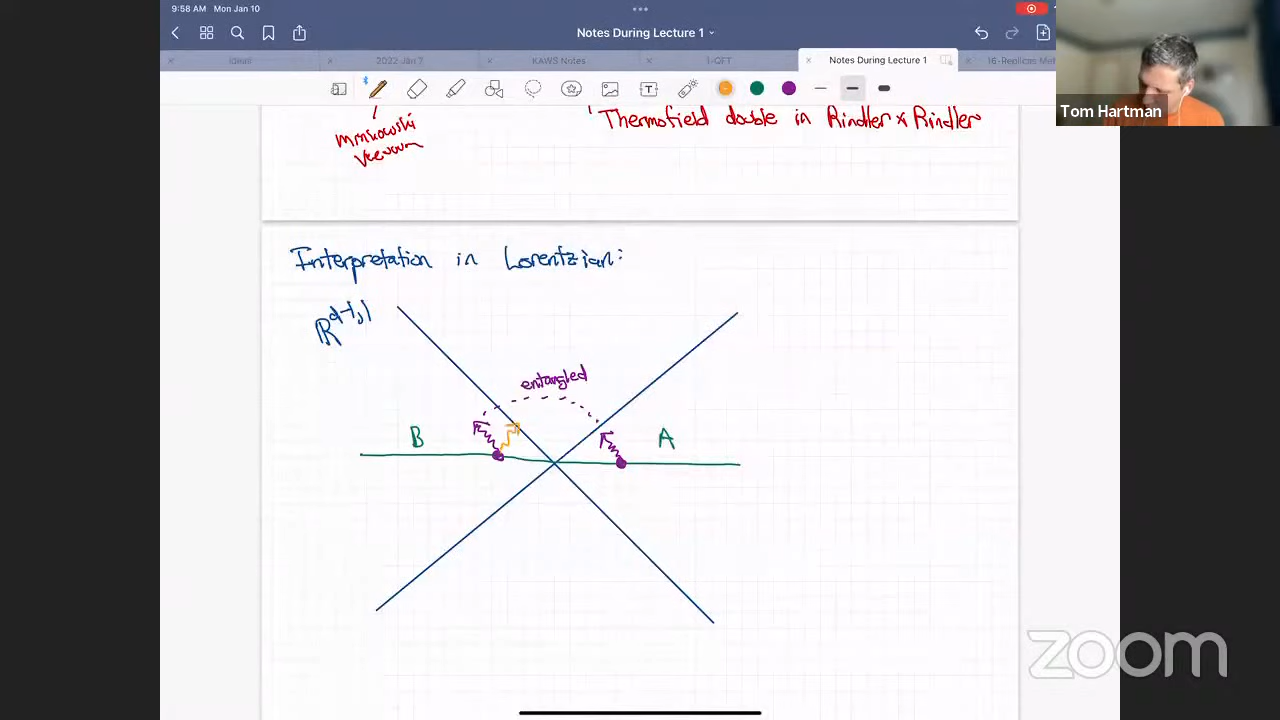 9:58 AM Mon Jan 10
Notes During Lecture 1
2022 Jan 7
KAWS Notes
1-QFT
Notes During Lecture 1
16-Replicas Met
Tom Hartman
Minkowski
vacuum
Thermofield double in Rindler × Rindler
Interpretation in Lorentzian:
R^{d-1,1}
entangled
B
A
zoom